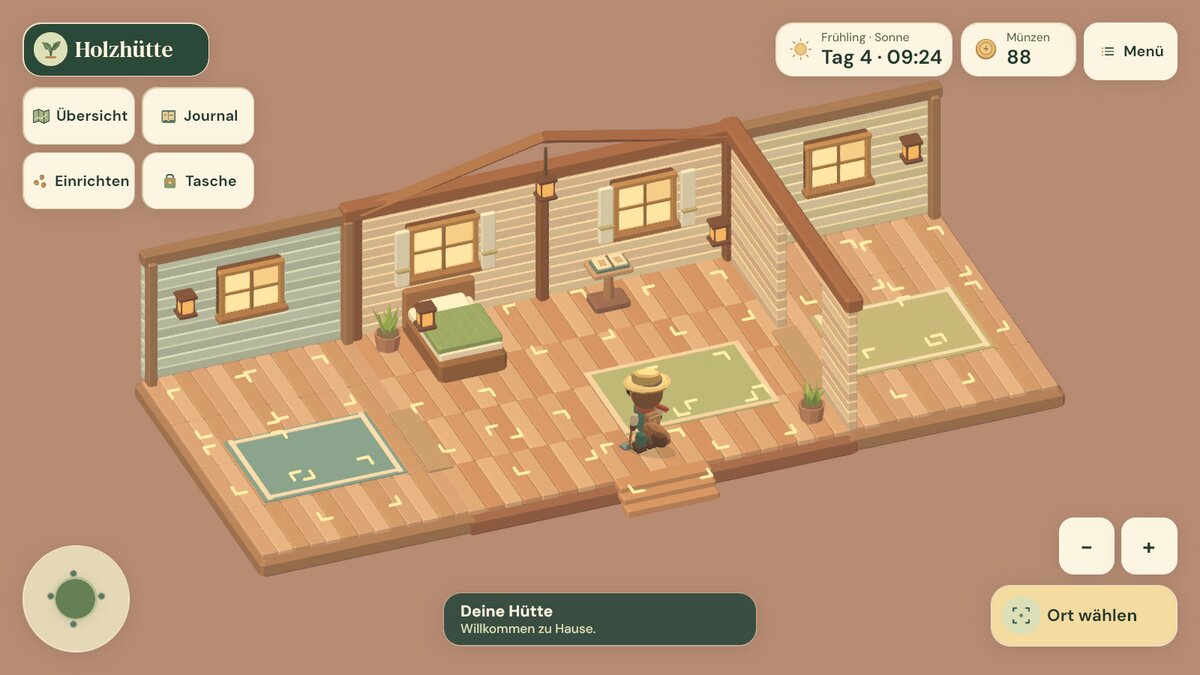 Holzhütte
Frühling · Sonne
Tag 4 · 09:24
Münzen
88
Menü
Übersicht
Journal
Einrichten
Tasche
Deine Hütte
Willkommen zu Hause.
−
+
Ort wählen